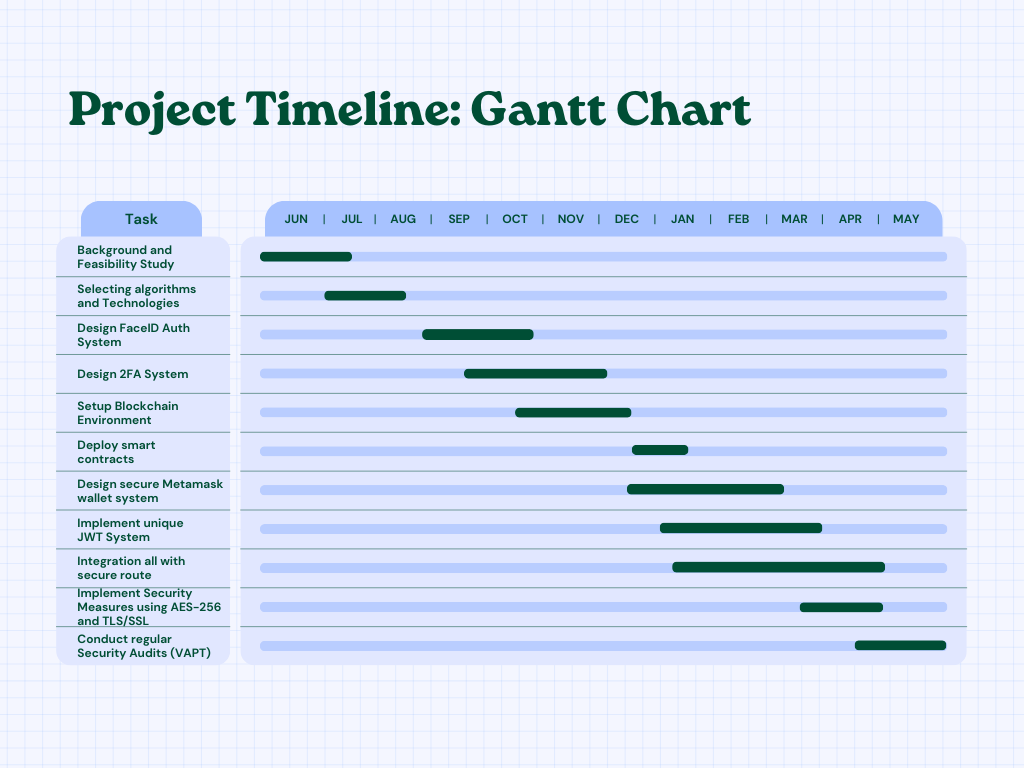 Project Timeline: Gantt Chart
Task
JUN | JUL | AUG | SEP | OCT | NOV | DEC | JAN | FEB | MAR | APR | MAY
Background and
Feasibility Study
Selecting algorithms
and Technologies
Design FaceID Auth
System
Design 2FA System
Setup Blockchain
Environment
Deploy smart
contracts
Design secure Metamask
wallet system
Implement unique
JWT System
Integration all with
secure route
Implement Security
Measures using AES-256
and TLS/SSL
Conduct regular
Security Audits (VAPT)